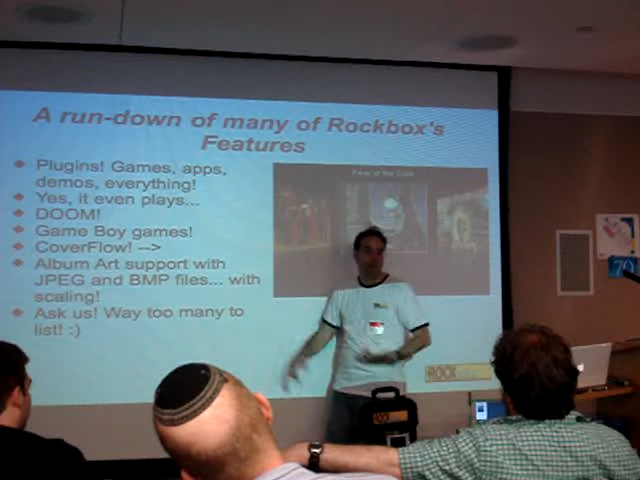 A run-down of many of Rockbox's
Features
Plugins! Games, apps,
demos, everything!
Yes, it even plays...
DOOM!
Game Boy games!
CoverFlow! -->
Album Art support with
JPEG and BMP files... with
scaling!
Ask us! Way too many to
list! :)
ROCK
70